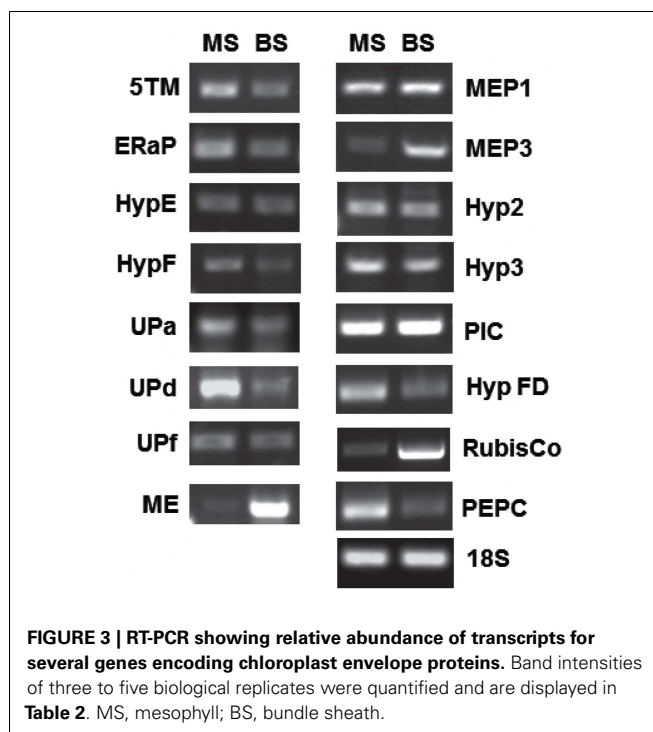 MS BS MS BS
5TM MEP1
ERaP MEP3
HypE Hyp2
HypF Hyp3
UPa PIC
UPd Hyp FD
UPf RubisCo
ME PEPC
18S
FIGURE 3 | RT-PCR showing relative abundance of transcripts for
several genes encoding chloroplast envelope proteins. Band intensities
of three to five biological replicates were quantified and are displayed in
Table 2. MS, mesophyll; BS, bundle sheath.